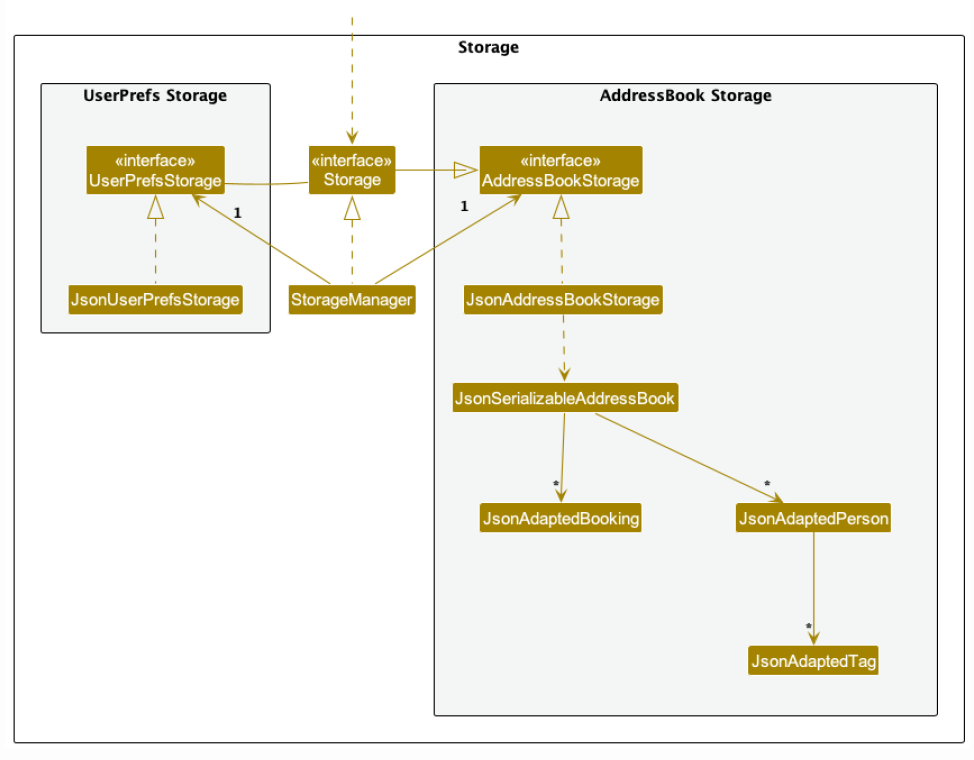 Storage
UserPrefs Storage
AddressBook Storage
«interface»
UserPrefsStorage
«interface»
Storage
«interface»
AddressBookStorage
1
1
JsonUserPrefsStorage
StorageManager
JsonAddressBookStorage
JsonSerializableAddressBook
*
*
JsonAdaptedBooking
JsonAdaptedPerson
*
JsonAdaptedTag